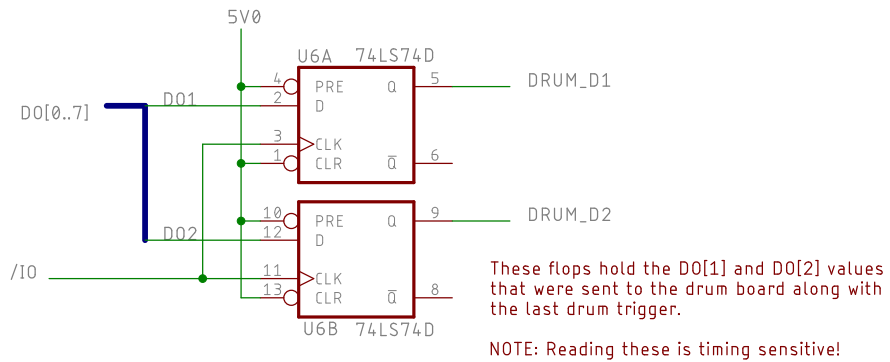 5V0
U6A 74LS74D
4 PRE Q 5 DRUM_D1
DO[0..7] DO1 2 D
3 CLK
1 CLR Q 6
10 PRE Q 9 DRUM_D2
DO2 12 D
/IO 11 CLK
13 CLR Q 8
U6B 74LS74D
These flops hold the DO[1] and DO[2] values
that were sent to the drum board along with
the last drum trigger.
NOTE: Reading these is timing sensitive!